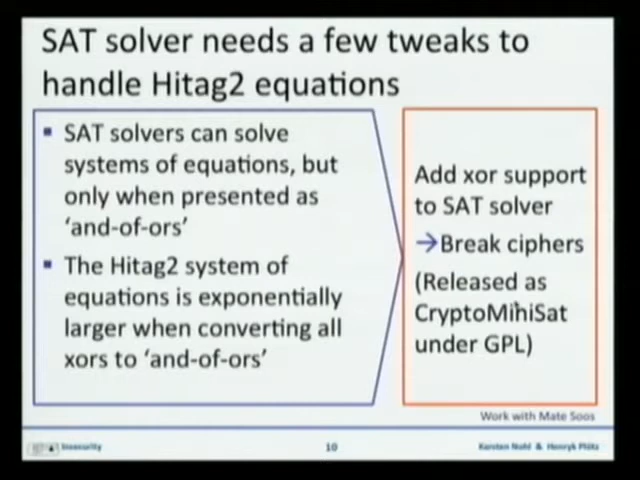 SAT solver needs a few tweaks to
handle Hitag2 equations
▪ SAT solvers can solve
systems of equations, but
only when presented as
‘and-of-ors’
▪ The Hitag2 system of
equations is exponentially
larger when converting all
xors to ‘and-of-ors’
Add xor support
to SAT solver
→Break ciphers
(Released as
CryptoMiniSat
under GPL)
Work with Mate Soos
Insecurity
10
Karsten Nohl & Henryk Plötz